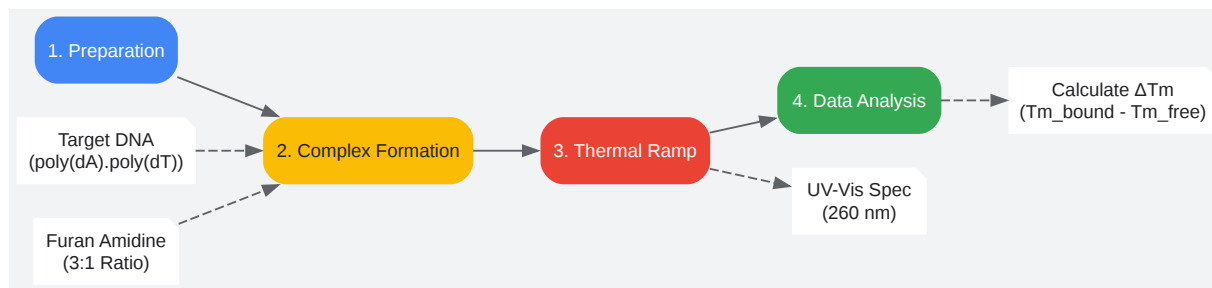 1. Preparation
Target DNA
(poly(dA).poly(dT))
Furan Amidine
(3:1 Ratio)
2. Complex Formation
3. Thermal Ramp
4. Data Analysis
UV-Vis Spec
(260 nm)
Calculate ΔTm
(Tm_bound - Tm_free)